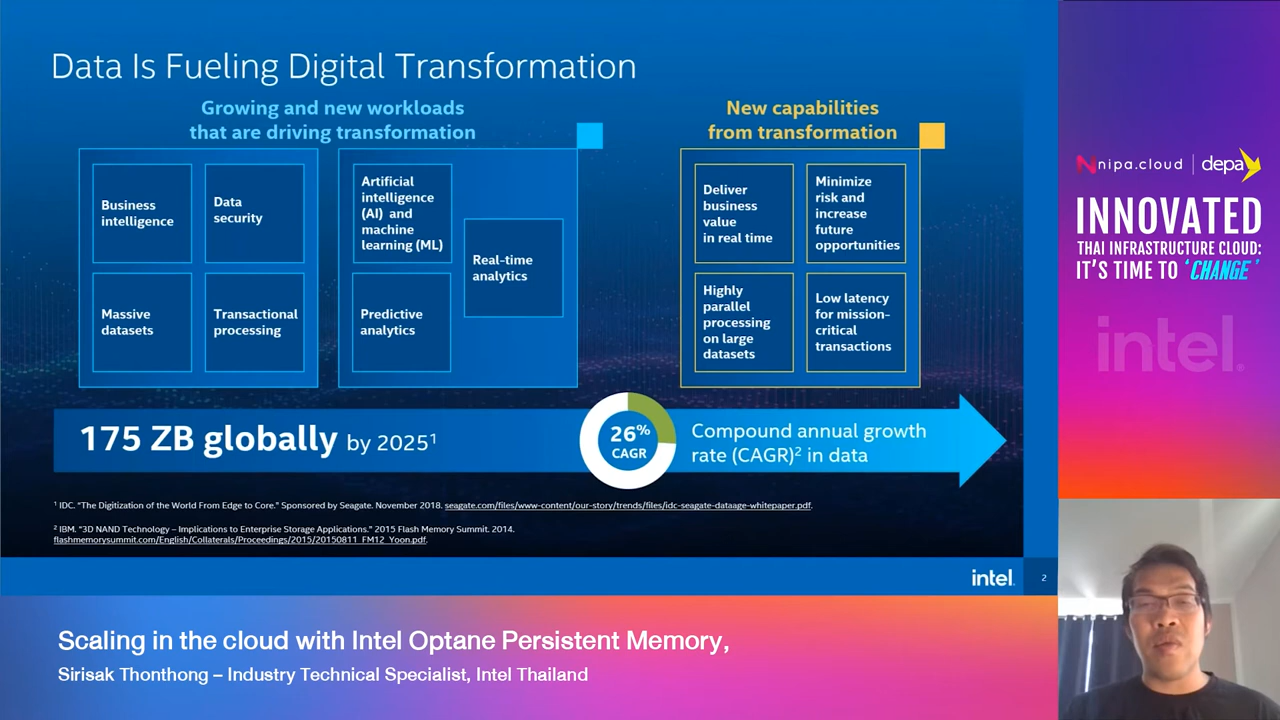 Data Is Fueling Digital Transformation
Growing and new workloads
that are driving transformation
Business
intelligence
Data
security
Massive
datasets
Transactional
processing
Artificial
intelligence
(AI) and
machine
learning (ML)
Predictive
analytics
Real-time
analytics
New capabilities
from transformation
Deliver
business
value
in real time
Minimize
risk and
increase
future
opportunities
Highly
parallel
processing
on large
datasets
Low latency
for mission-
critical
transactions
175 ZB globally by 2025¹
26%
CAGR
Compound annual growth
rate (CAGR)² in data
¹ IDC. "The Digitization of the World From Edge to Core." Sponsored by Seagate. November 2018. seagate.com/files/www-content/our-story/trends/files/idc-seagate-dataage-whitepaper.pdf.
² IBM. "3D NAND Technology – Implications to Enterprise Storage Applications." 2015 Flash Memory Summit. 2014.
flashmemorysummit.com/English/Collaterals/Proceedings/2015/20150811_FM12_Yoon.pdf.
intel.
2
nipa.cloud | depa
INNOVATED
THAI INFRASTRUCTURE CLOUD:
IT'S TIME TO 'CHANGE'
intel.
Scaling in the cloud with Intel Optane Persistent Memory,
Sirisak Thonthong – Industry Technical Specialist, Intel Thailand